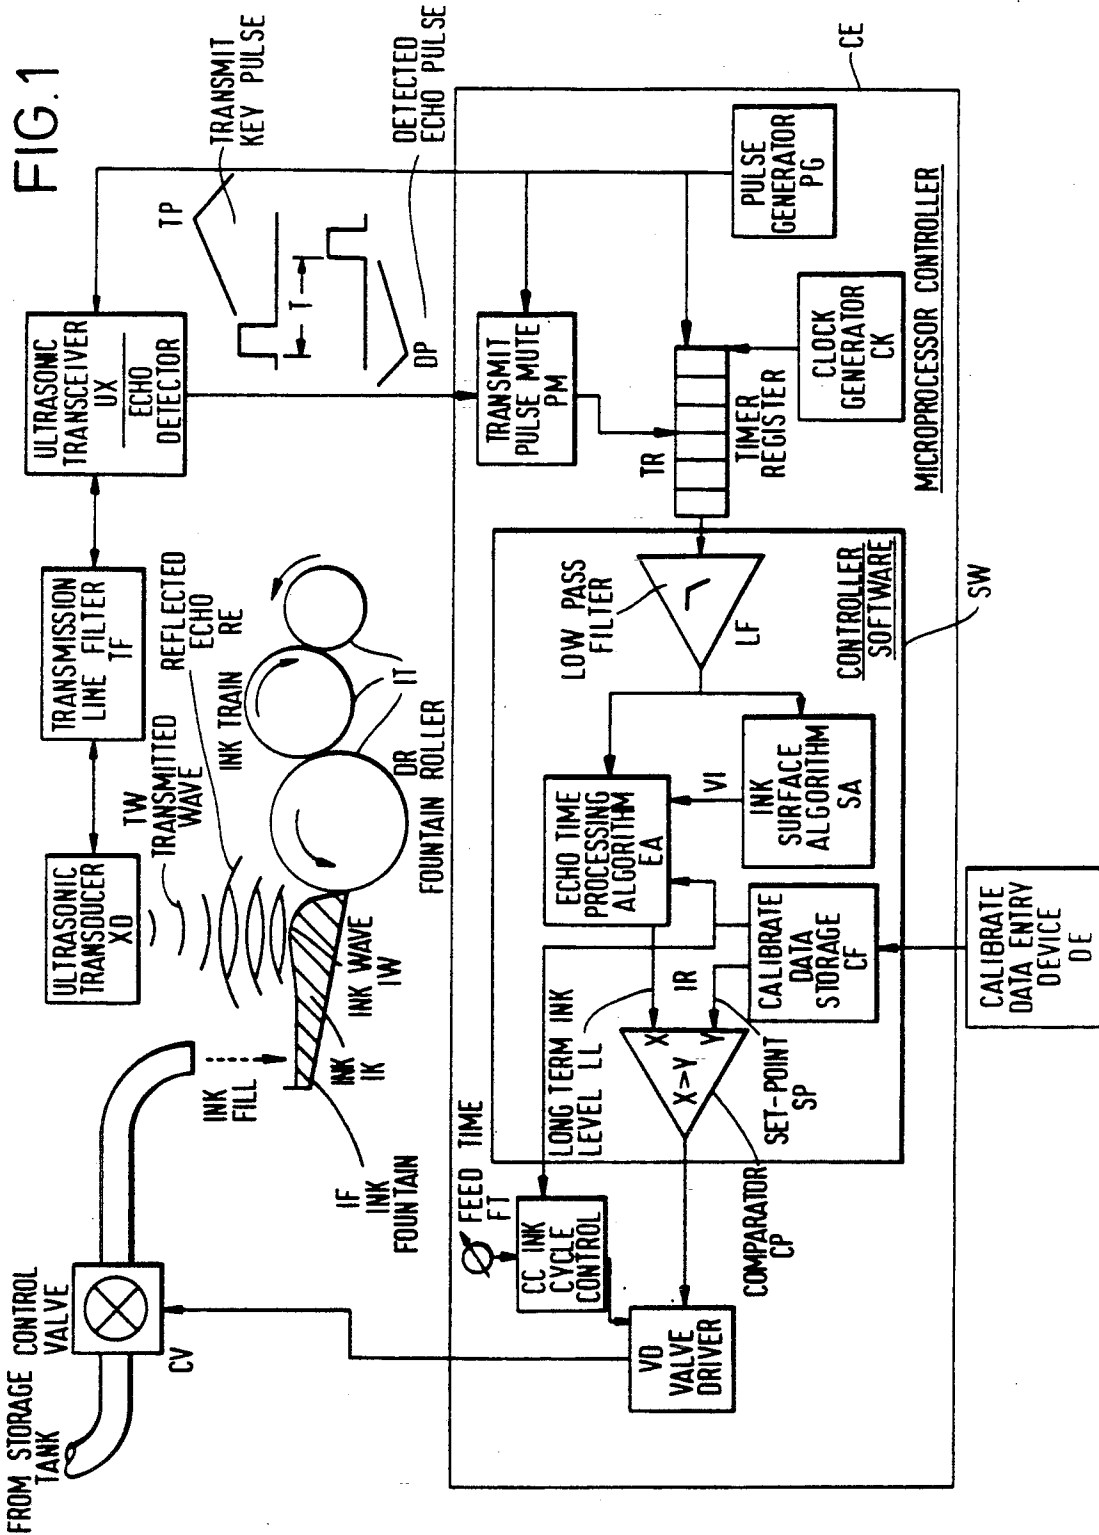 FIG.1
FROM STORAGE
TANK
CONTROL
VALVE
CV
INK
FILL
IF
INK
FOUNTAIN
INK
IK
INK WAVE
IW
ULTRASONIC
TRANSDUCER
XD
TW
TRANSMITTED
WAVE
REFLECTED
ECHO
RE
TRANSMISSION
LINE FILTER
TF
INK TRAIN
IT
DR
FOUNTAIN ROLLER
ULTRASONIC
TRANSCEIVER
UX
ECHO
DETECTOR
TP
TRANSMIT
KEY PULSE
T
DP
DETECTED
ECHO PULSE
CE
FEED TIME
FT
CC INK
CYCLE
CONTROL
VD
VALVE
DRIVER
LONG TERM INK
LEVEL LL
IR
X
X>Y
Y
SET-POINT
SP
COMPARATOR
CP
ECHO TIME
PROCESSING
ALGORITHM
EA
VI
INK
SURFACE
ALGORITHM
SA
CALIBRATE
DATA
STORAGE
CF
LOW PASS
FILTER
LF
CONTROLLER
SOFTWARE
SW
TRANSMIT
PULSE MUTE
PM
TR
TIMER
REGISTER
CLOCK
GENERATOR
CK
PULSE
GENERATOR
PG
MICROPROCESSOR CONTROLLER
CALIBRATE
DATA ENTRY
DEVICE
DE